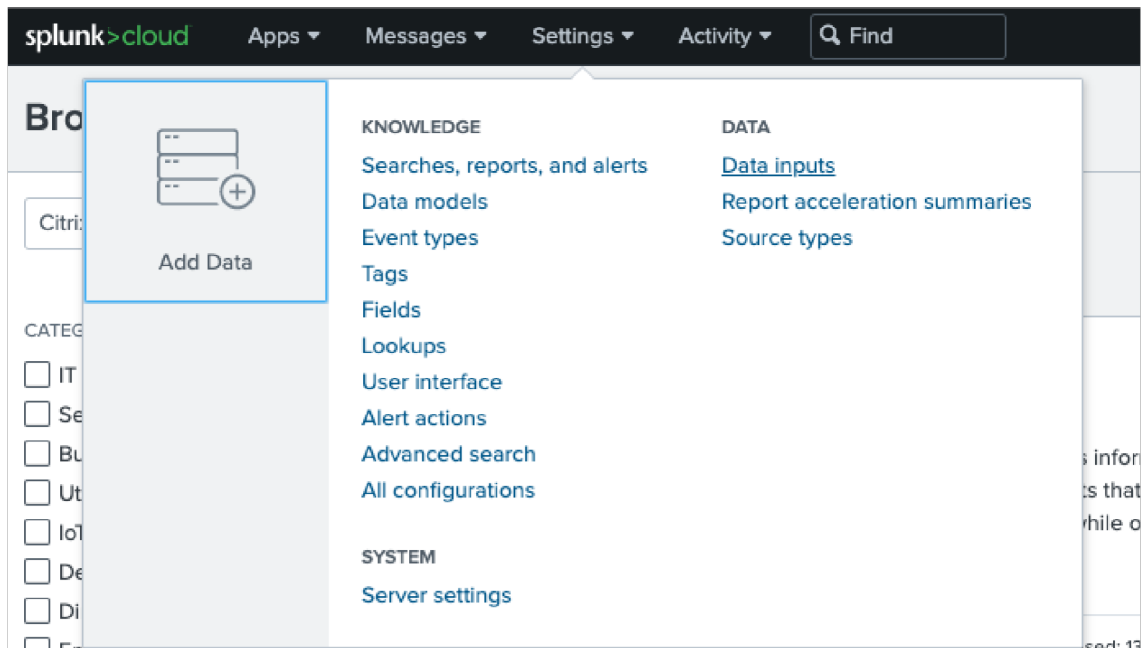 splunk>cloud Apps Messages Settings Activity Find
Add Data
KNOWLEDGE
Searches, reports, and alerts
Data models
Event types
Tags
Fields
Lookups
User interface
Alert actions
Advanced search
All configurations
SYSTEM
Server settings
DATA
Data inputs
Report acceleration summaries
Source types
IT